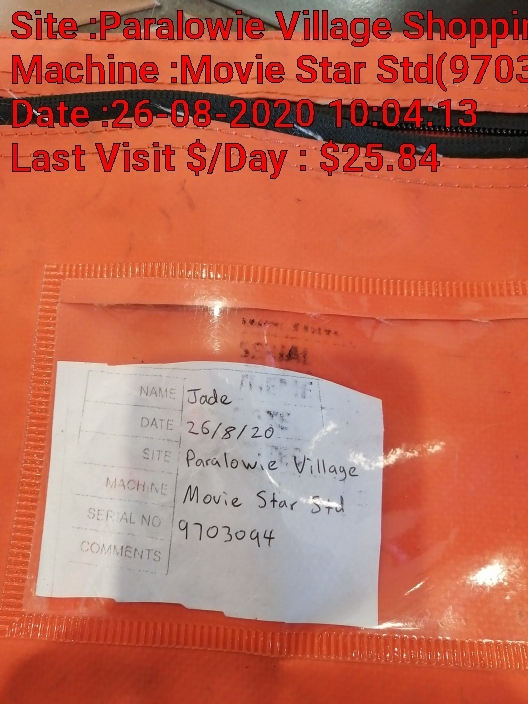 Site :Paralowie Village Shoppin
Machine :Movie Star Std(9703
Date :26-08-2020 10:04:13
Last Visit $/Day : $25.84
NAME Jade
DATE 26/8/20
SITE Paralowie Village
MACHINE Movie Star Std
SERIAL NO 9703094
COMMENTS